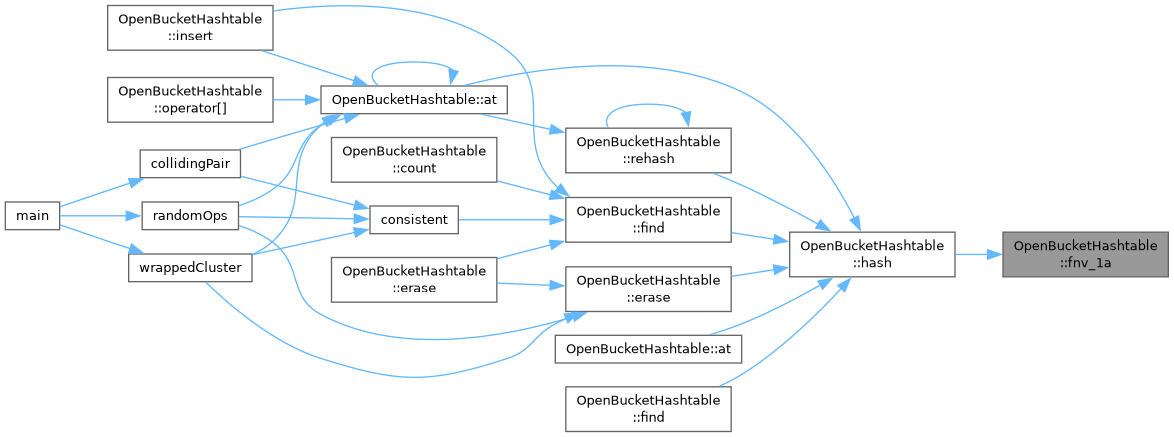 OpenBucketHashtable
::insert
OpenBucketHashtable
::operator[]
OpenBucketHashtable::at
OpenBucketHashtable
::rehash
OpenBucketHashtable
::count
collidingPair
main
randomOps
consistent
OpenBucketHashtable
::find
wrappedCluster
OpenBucketHashtable
::erase
OpenBucketHashtable
::erase
OpenBucketHashtable
::hash
OpenBucketHashtable
::fnv_1a
OpenBucketHashtable::at
OpenBucketHashtable
::find